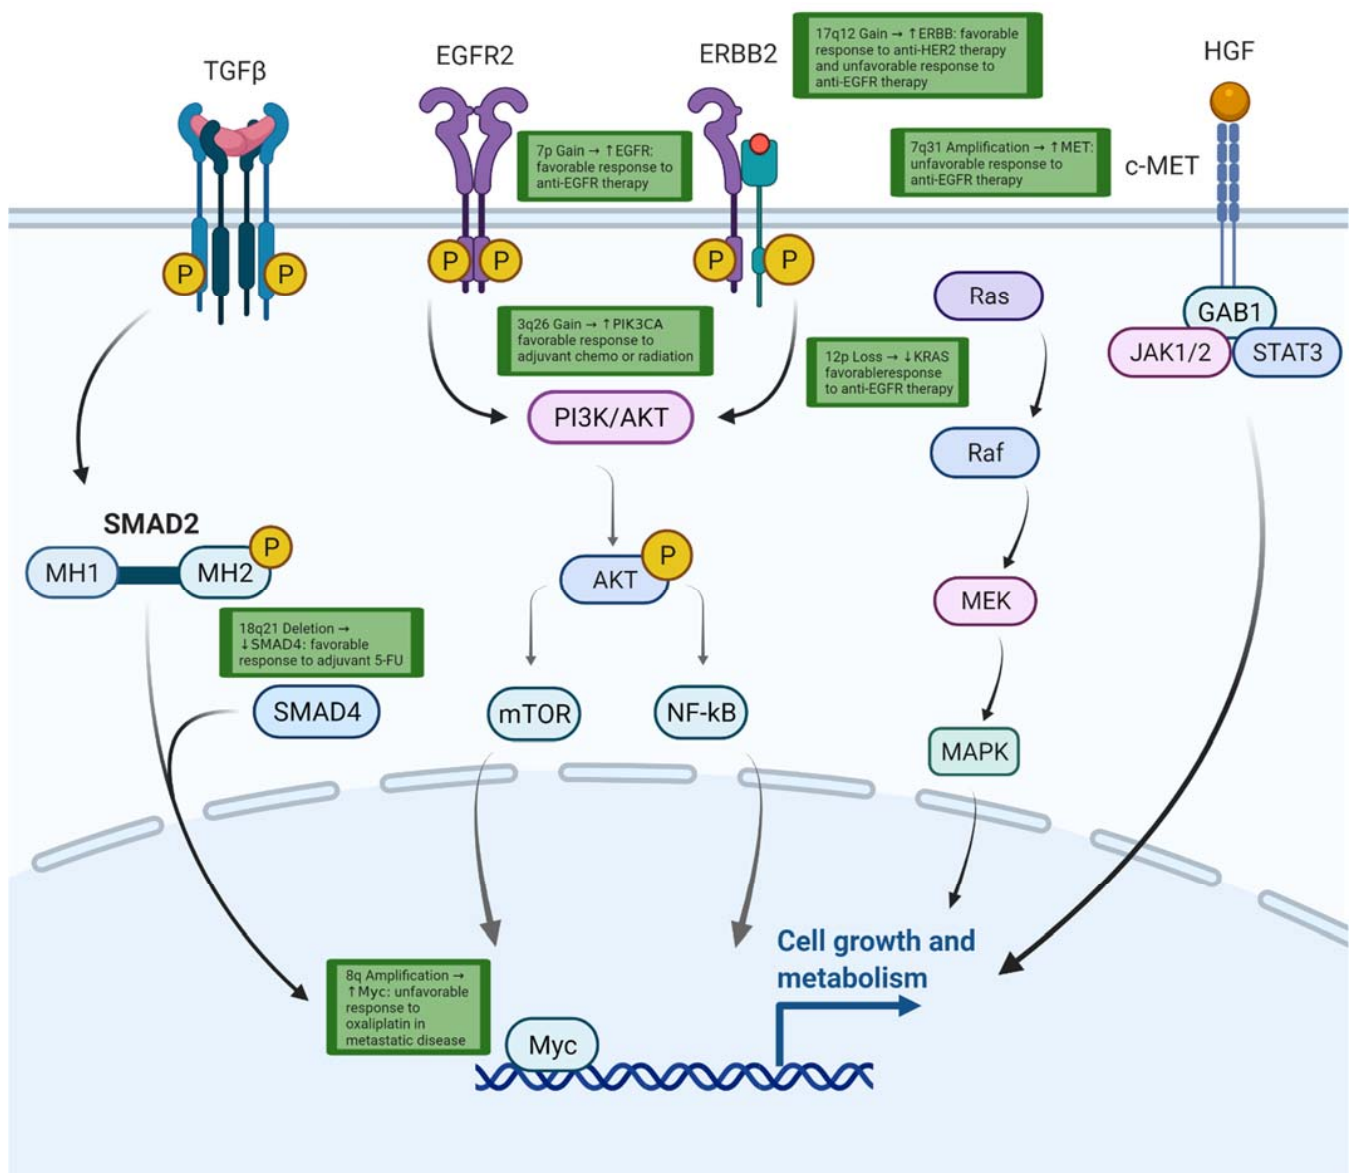 TGFβ
EGFR2
ERBB2
17q12 Gain → ↑ERBB: favorable
response to anti-HER2 therapy
and unfavorable response to
anti-EGFR therapy
HGF
7p Gain → ↑EGFR:
favorable response to
anti-EGFR therapy
7q31 Amplification → ↑MET:
unfavorable response to
anti-EGFR therapy
c-MET
P
P
P
P
P
P
Ras
GAB1
JAK1/2
STAT3
3q26 Gain → ↑PIK3CA
favorable response to
adjuvant chemo or radiation
12p Loss → ↓KRAS
favorableresponse
to anti-EGFR therapy
PI3K/AKT
Raf
SMAD2
MH1
MH2
P
AKT
P
MEK
18q21 Deletion →
↓SMAD4: favorable
response to adjuvant 5-FU
SMAD4
mTOR
NF-kB
MAPK
Cell growth and
metabolism
8q Amplification →
↑Myc: unfavorable
response to
oxaliplatin in
metastatic disease
Myc